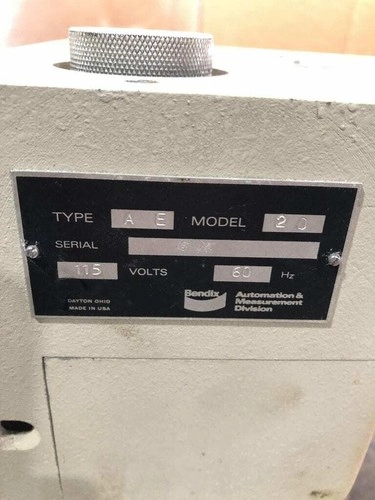 TYPE A E MODEL 20
SERIAL
115 VOLTS 60 Hz
DAYTON OHIO
MADE IN USA
Bendix
Automation &
Measurement
Division